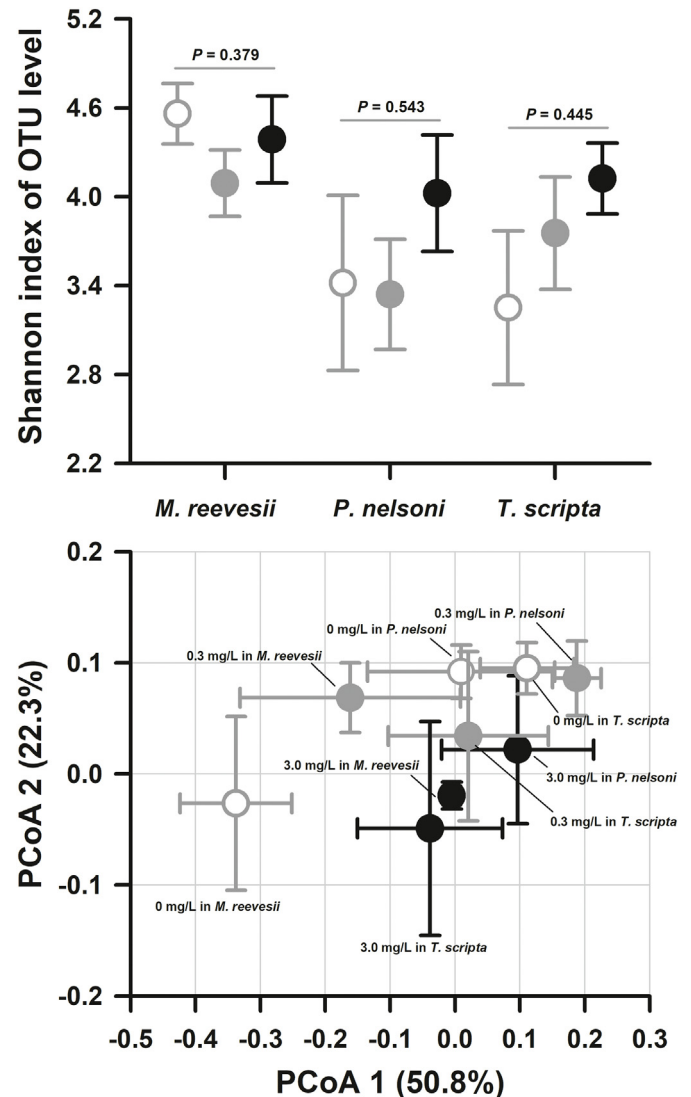 Shannon index of OTU level
5.2
4.6
4.0
3.4
2.8
2.2
P = 0.379
P = 0.543
P = 0.445
M. reevesii
P. nelsoni
T. scripta
PCoA 2 (22.3%)
0.2
0.1
0.0
-0.1
-0.2
0.3 mg/L in P. nelsoni
0 mg/L in P. nelsoni
0.3 mg/L in M. reevesii
0 mg/L in T. scripta
3.0 mg/L in M. reevesii
3.0 mg/L in P. nelsoni
0.3 mg/L in T. scripta
0 mg/L in M. reevesii
3.0 mg/L in T. scripta
-0.5 -0.4 -0.3 -0.2 -0.1 0.0 0.1 0.2 0.3
PCoA 1 (50.8%)